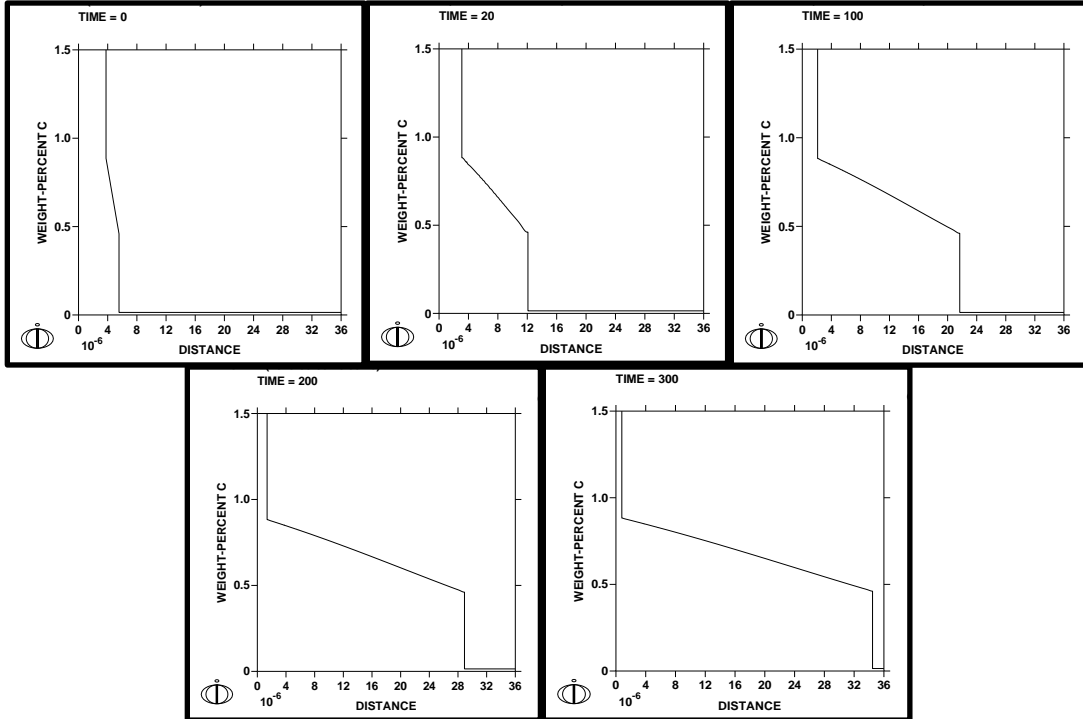 TIME = 0
1.5
1.0
0.5
0
WEIGHT-PERCENT C
0 4 8 12 16 20 24 28 32 36
10-6
DISTANCE
TIME = 20
1.5
1.0
0.5
0
WEIGHT-PERCENT C
0 4 8 12 16 20 24 28 32 36
10-6
DISTANCE
TIME = 100
1.5
1.0
0.5
0
WEIGHT-PERCENT C
0 4 8 12 16 20 24 28 32 36
10-6
DISTANCE
TIME = 200
1.5
1.0
0.5
0
WEIGHT-PERCENT C
0 4 8 12 16 20 24 28 32 36
10-6
DISTANCE
TIME = 300
1.5
1.0
0.5
0
WEIGHT-PERCENT C
0 4 8 12 16 20 24 28 32 36
10-6
DISTANCE